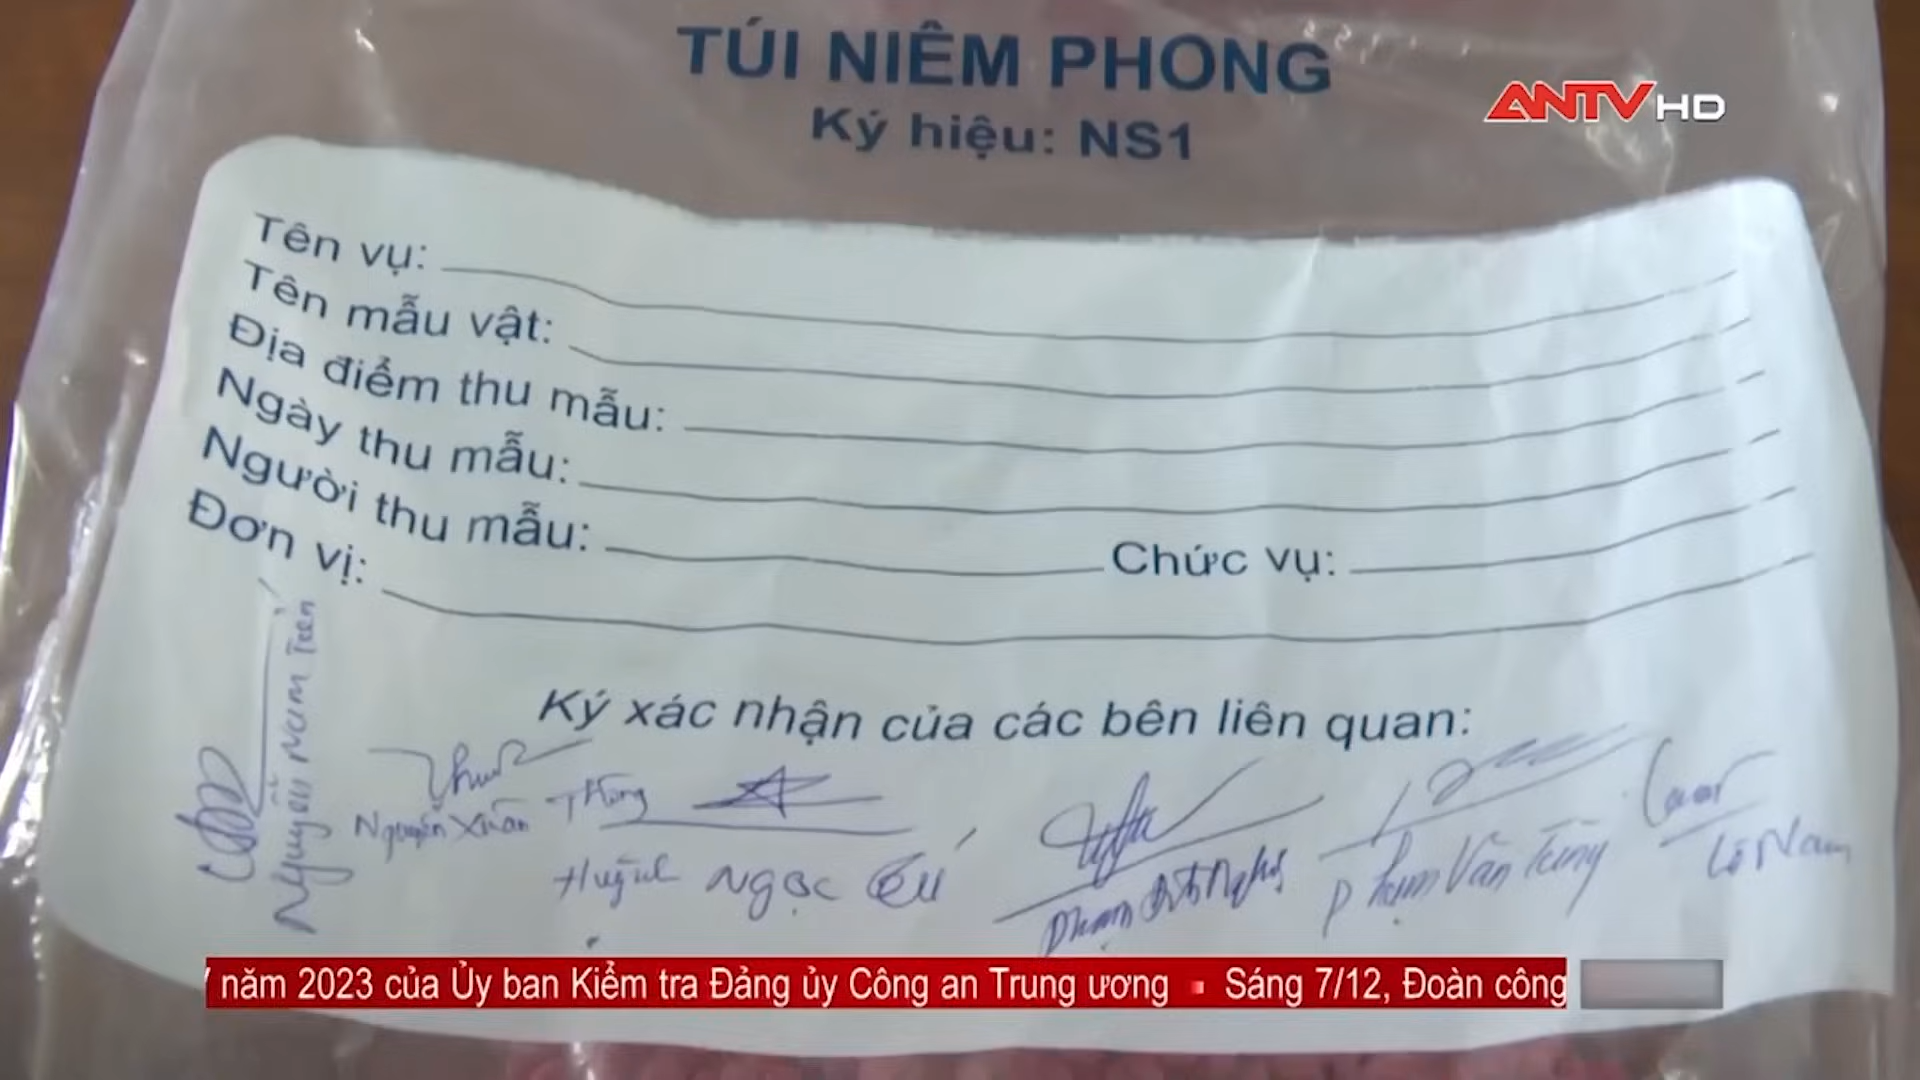 TÚI NIÊM PHONG
Ký hiệu: NS1
ANTV HD
Tên vụ:
Tên mẫu vật:
Địa điểm thu mẫu:
Ngày thu mẫu:
Người thu mẫu: Chức vụ:
Đơn vị:
Ký xác nhận của các bên liên quan:
Nguyễn Nam
Nguyễn Xuân Thắng
Huỳnh Ngọc
Phạm
Phạm Văn Tùng
Lê Nam
năm 2023 của Ủy ban Kiểm tra Đảng ủy Công an Trung ương ▪ Sáng 7/12, Đoàn công